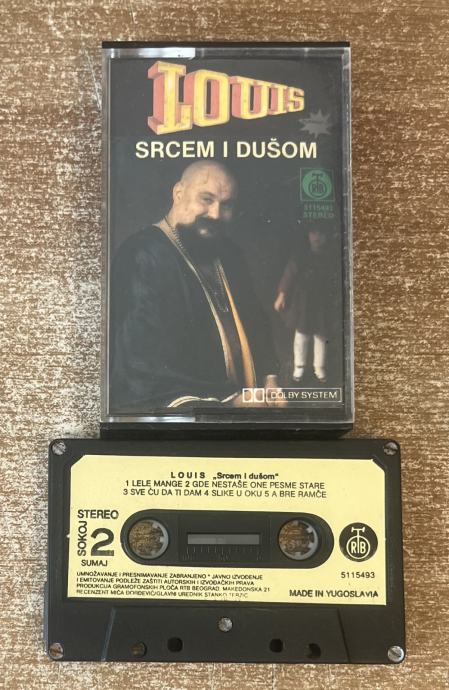 LOUIS
SRCEM I DUŠOM
RTB
5115493
STEREO
DOLBY SYSTEM
LOUIS „Srcem I dušom”
1 LELE MANGE 2 GDE NESTAŠE ONE PESME STARE
3 SVE ĆU DA TI DAM 4 SLIKE U OKU 5 A BRE RAMČE
STEREO
SOKOJ
2
SUMAJ
RTB
5115493
UMNOŽAVANJE I PRESNIMAVANJE ZABRANJENO * JAVNO IZVOĐENJE
I EMITOVANJE PODLEŽE ZAŠTITI AUTORSKIH I IZVOĐAČKIH PRAVA
PRODUKCIJA GRAMOFONSKIH PLOČA RTB BEOGRAD, MAKEDONSKA 21
RECENZENT MIĆA ĐORĐEVIĆ/GLAVNI UREDNIK STANKO TERZIĆ
MADE IN YUGOSLAVIA